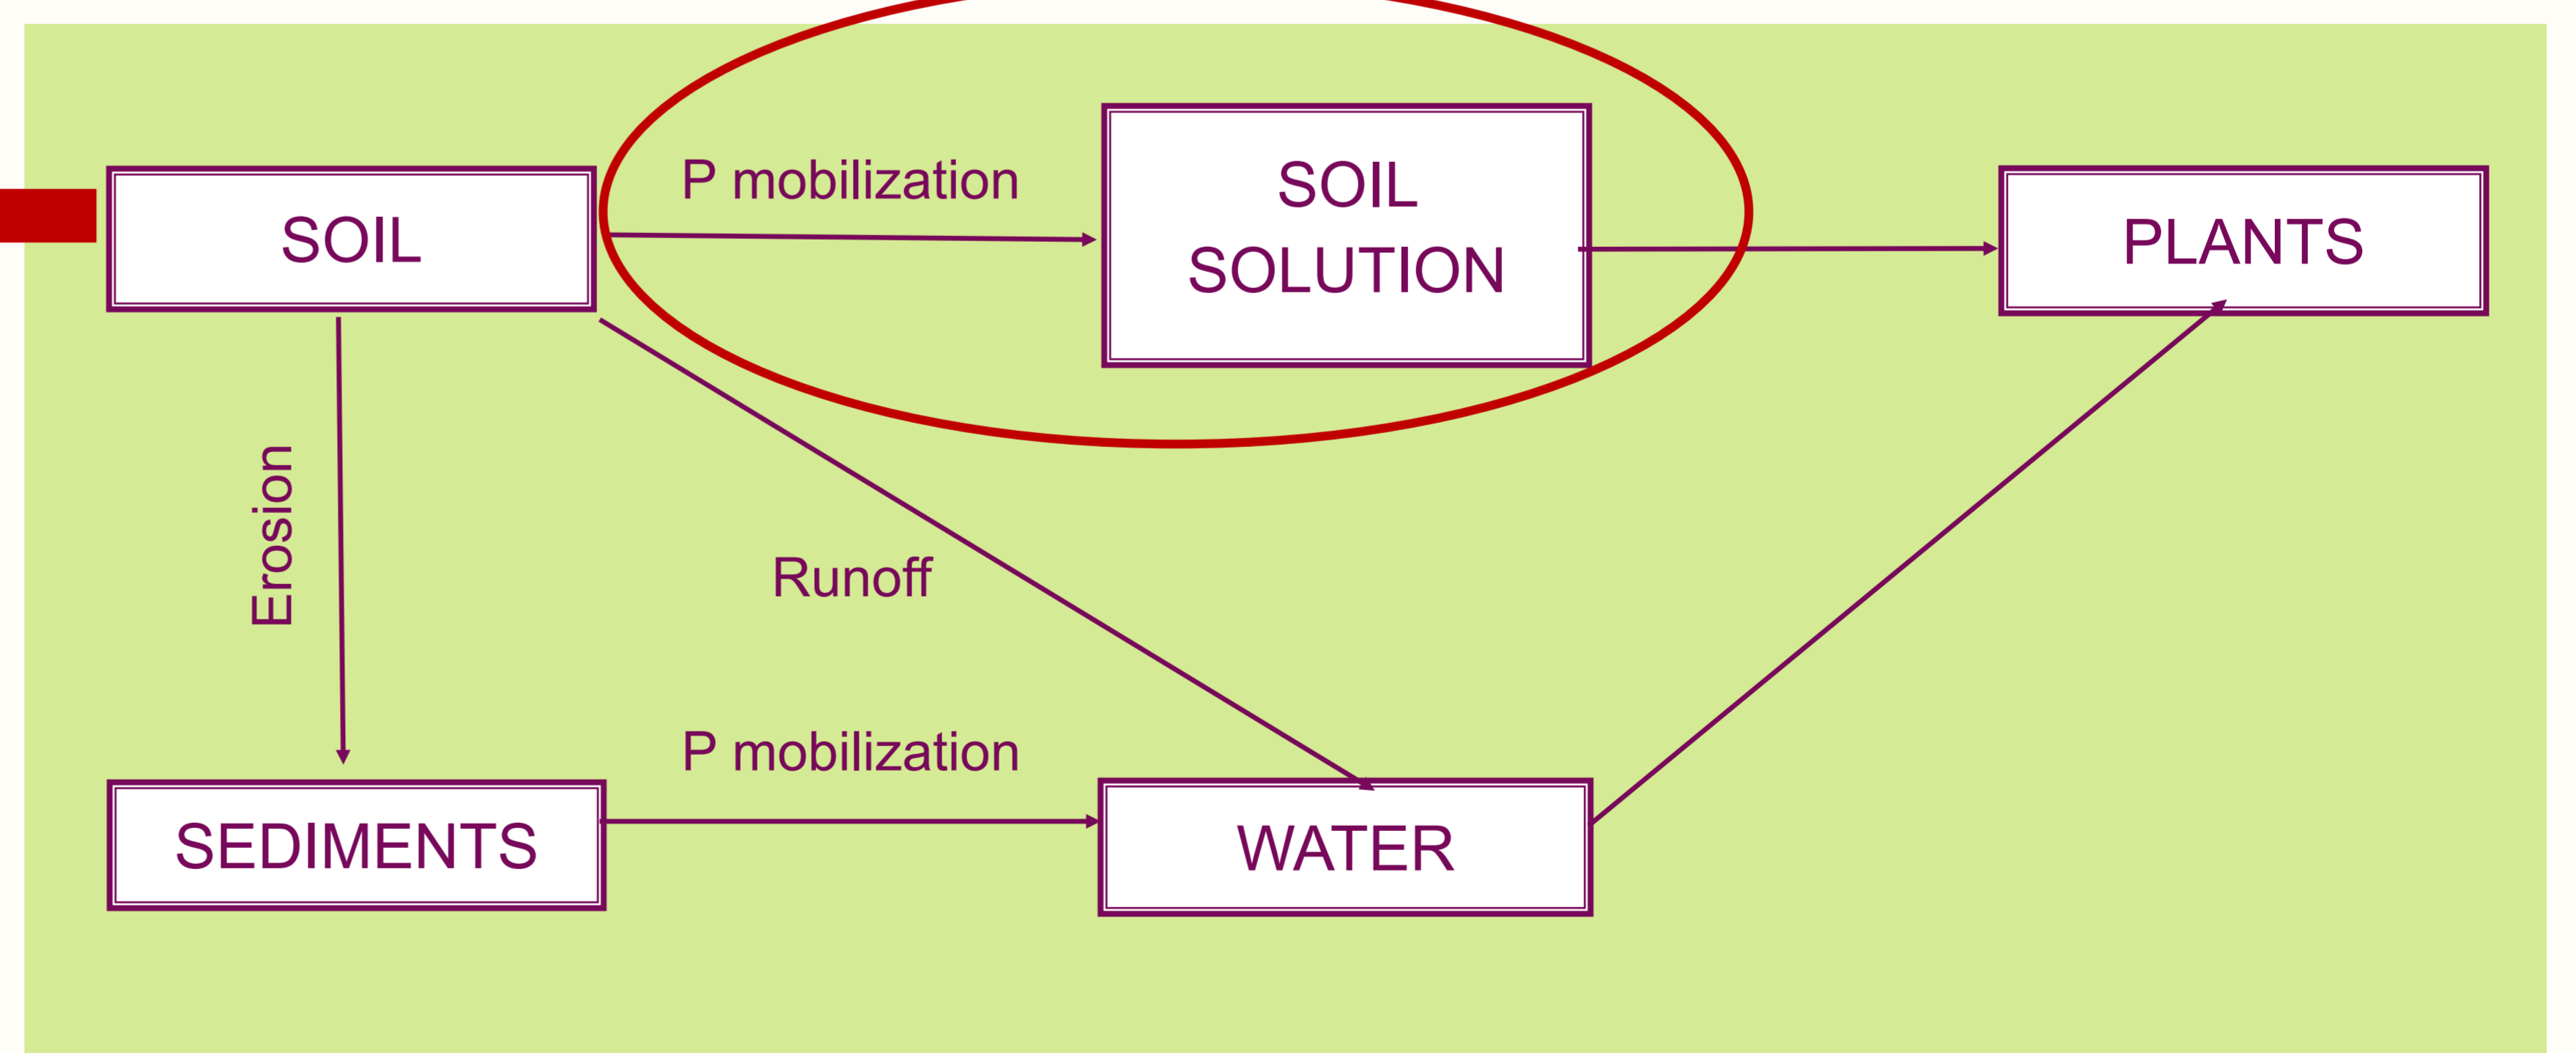 P mobilization
SOIL
SOIL
SOLUTION
PLANTS
Erosion
Runoff
P mobilization
SEDIMENTS
WATER